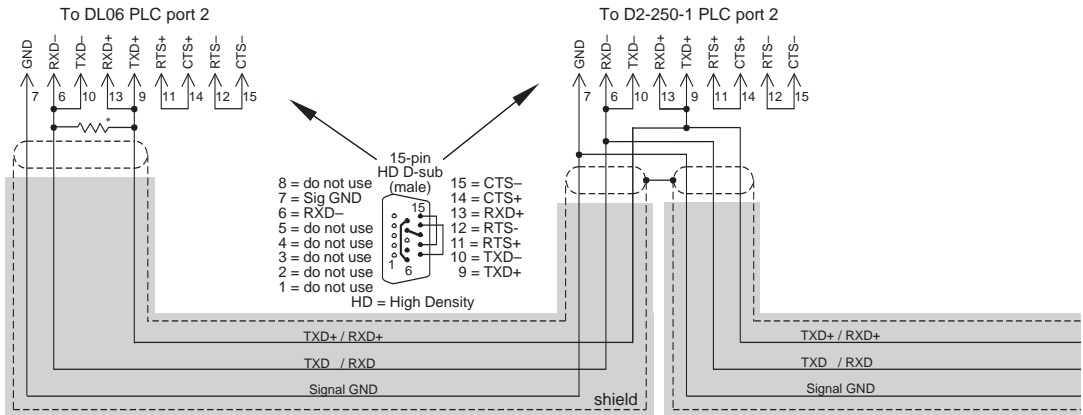 To DL06 PLC port 2
GND RXD– TXD– RXD+ TXD+ RTS+ CTS+ RTS– CTS–
7 6 10 13 9 11 14 12 15
*
To D2-250-1 PLC port 2
GND RXD– TXD– RXD+ TXD+ RTS+ CTS+ RTS– CTS–
7 6 10 13 9 11 14 12 15
15-pin
HD D-sub
(male)
8 = do not use
7 = Sig GND
6 = RXD–
5 = do not use
4 = do not use
3 = do not use
2 = do not use
1 = do not use
15
1
6
15 = CTS–
14 = CTS+
13 = RXD+
12 = RTS-
11 = RTS+
10 = TXD–
9 = TXD+
HD = High Density
TXD+ / RXD+
TXD / RXD
Signal GND
shield
TXD+ / RXD+
TXD / RXD
Signal GND